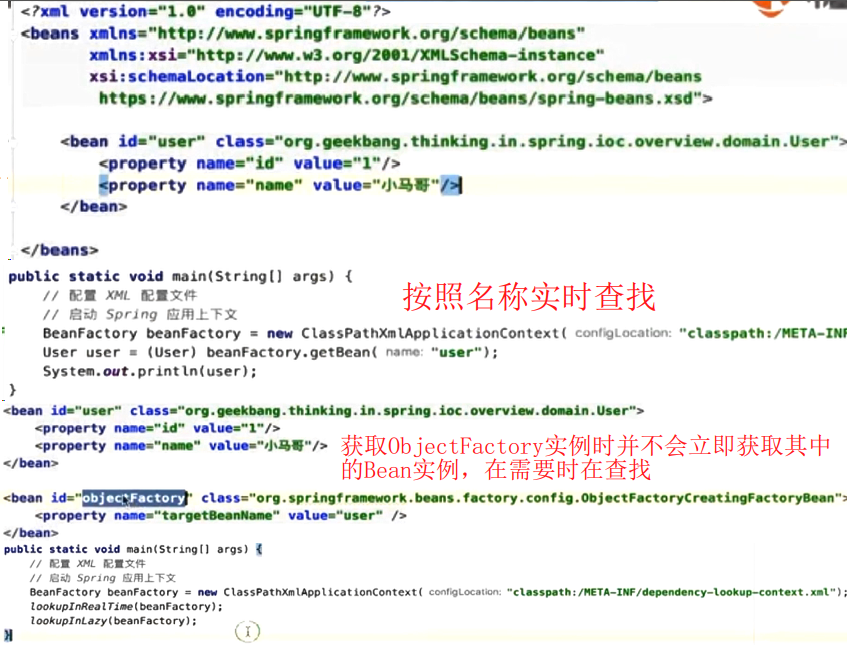 <?xml version="1.0" encoding="UTF-8"?>
<beans xmlns="http://www.springframework.org/schema/beans"
xmlns:xsi="http://www.w3.org/2001/XMLSchema-instance"
xsi:schemaLocation="http://www.springframework.org/schema/beans
https://www.springframework.org/schema/beans/spring-beans.xsd">
<bean id="user" class="org.geekbang.thinking.in.spring.ioc.overview.domain.User">
<property name="id" value="1"/>
<property name="name" value="小马哥"/>
</bean>
</beans>
public static void main(String[] args) {
// 配置 XML 配置文件
// 启动 Spring 应用上下文
按照名称实时查找
BeanFactory beanFactory = new ClassPathXmlApplicationContext( configLocation: "classpath:/META-INF
User user = (User) beanFactory.getBean( name: "user");
System.out.println(user);
}
<bean id="user" class="org.geekbang.thinking.in.spring.ioc.overview.domain.User">
<property name="id" value="1"/>
<property name="name" value="小马哥"/>
</bean>
获取ObjectFactory实例时并不会立即获取其中
的Bean实例，在需要时在查找
<bean id="objectFactory" class="org.springframework.beans.factory.config.ObjectFactoryCreatingFactoryBean">
<property name="targetBeanName" value="user" />
</bean>
public static void main(String[] args) {
// 配置 XML 配置文件
// 启动 Spring 应用上下文
BeanFactory beanFactory = new ClassPathXmlApplicationContext( configLocation: "classpath:/META-INF/dependency-lookup-context.xml");
lookupInRealTime(beanFactory);
lookupInLazy(beanFactory);
}